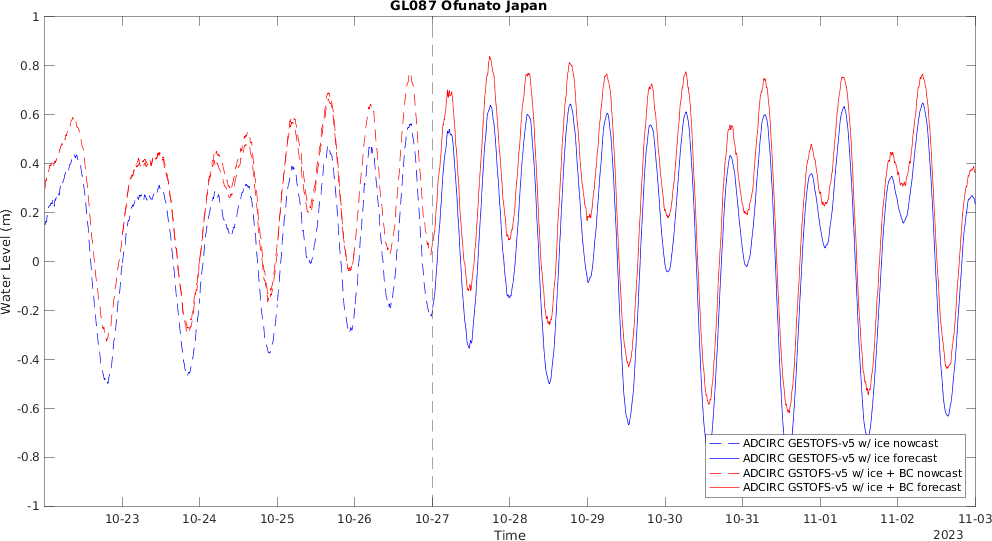 GL087 Ofunato Japan
1
0.8
0.6
0.4
0.2
0
-0.2
-0.4
-0.6
-0.8
-1
Water Level (m)
ADCIRC GESTOFS-v5 w/ ice nowcast
ADCIRC GESTOFS-v5 w/ ice forecast
ADCIRC GSTOFS-v5 w/ ice + BC nowcast
ADCIRC GSTOFS-v5 w/ ice + BC forecast
10-23 10-24 10-25 10-26 10-27 10-28 10-29 10-30 10-31 11-01 11-02 11-03
Time
2023